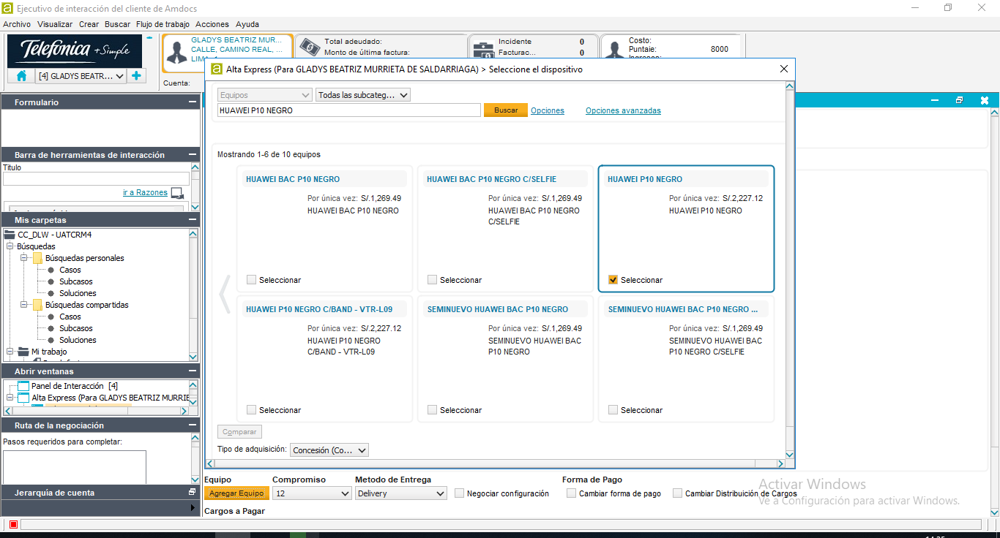 Ejecutivo de interacción del cliente de Amdocs
Archivo Visualizar Crear Buscar Flujo de trabajo Acciones Ayuda
Telefónica +Simple
[4] GLADYS BEATR...
GLADYS BEATRIZ MUR...
CALLE, CAMINO REAL, ...
Cuenta:
Total adeudado:
Monto de última factura:
Incidente 0
Facturac... 0
Costo:
Puntaje: 8000
Alta Express (Para GLADYS BEATRIZ MURRIETA DE SALDARRIAGA) > Seleccione el dispositivo
Equipos
Todas las subcateg...
HUAWEI P10 NEGRO
Buscar
Opciones
Opciones avanzadas
Mostrando 1-6 de 10 equipos
HUAWEI BAC P10 NEGRO
Por única vez: S/.1,269.49
HUAWEI BAC P10 NEGRO
Seleccionar
HUAWEI BAC P10 NEGRO C/SELFIE
Por única vez: S/.1,269.49
HUAWEI BAC P10 NEGRO
C/SELFIE
Seleccionar
HUAWEI P10 NEGRO
Por única vez: S/.2,227.12
HUAWEI P10 NEGRO
Seleccionar
HUAWEI P10 NEGRO C/BAND - VTR-L09
Por única vez: S/.2,227.12
HUAWEI P10 NEGRO
C/BAND - VTR-L09
Seleccionar
SEMINUEVO HUAWEI BAC P10 NEGRO
Por única vez: S/.1,269.49
SEMINUEVO HUAWEI BAC
P10 NEGRO
Seleccionar
SEMINUEVO HUAWEI BAC P10 NEGRO ...
Por única vez: S/.1,269.49
SEMINUEVO HUAWEI BAC
P10 NEGRO C/SELFIE
Seleccionar
Comparar
Tipo de adquisición: Concesión (Co...
Formulario
Barra de herramientas de interacción
Título
ir a Razones
Mis carpetas
CC_DLW - UATCRM4
Búsquedas
Búsquedas personales
Casos
Subcasos
Soluciones
Búsquedas compartidas
Casos
Subcasos
Soluciones
Mi trabajo
Abrir ventanas
Panel de Interacción [4]
Alta Express (Para GLADYS BEATRIZ MURRIE
Ruta de la negociación
Pasos requeridos para completar:
Jerarquía de cuenta
Equipo
Agregar Equipo
Compromiso
12
Metodo de Entrega
Delivery
Negociar configuración
Forma de Pago
Cambiar forma de pago
Cambiar Distribución de Cargos
Cargos a Pagar
Activar Windows
Ve a Configuración para activar Windows.